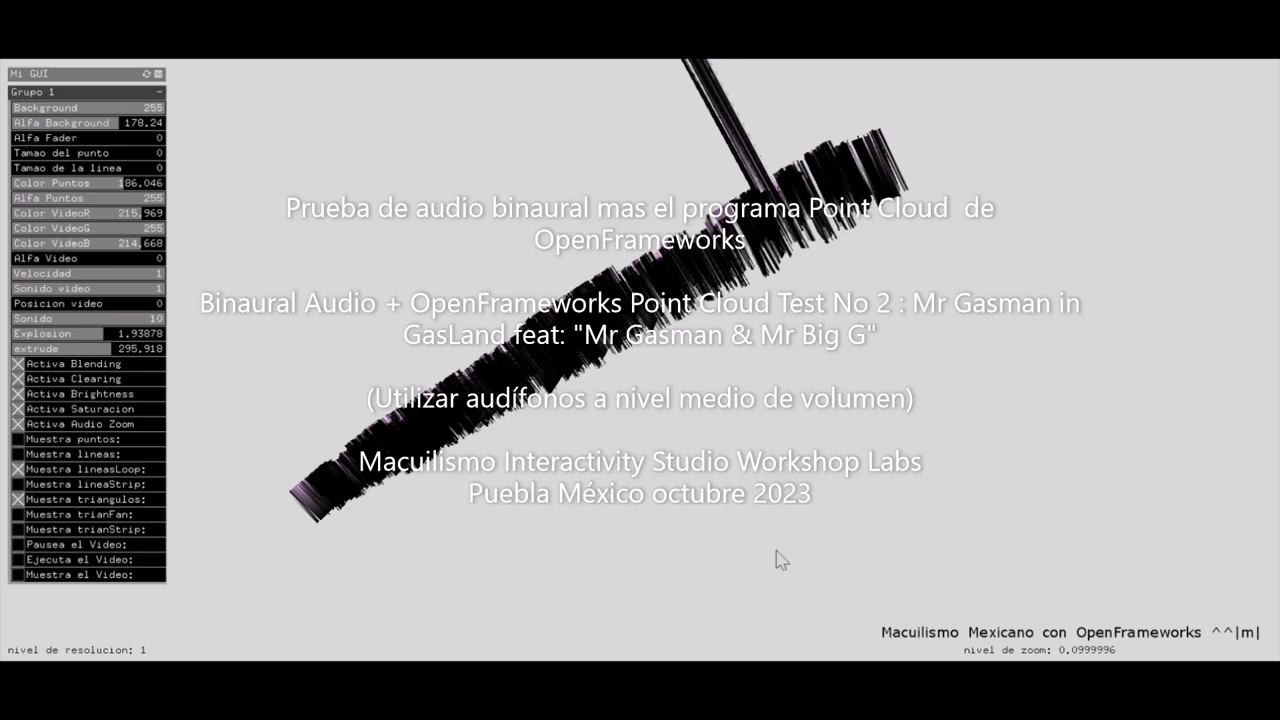 Mi GUI
Grupo 1 -
Background 255
Alfa Background 178.24
Alfa Fader 0
Tamao del punto 0
Tamao de la linea 0
Color Puntos 186.046
Alfa Puntos 255
Color VideoR 215.969
Color VideoG 255
Color VideoB 214.668
Alfa Video 0
Velocidad 1
Sonido video 1
Posicion video 0
Sonido 10
Explosion 1.93878
extrude 295.918
Activa Blending
Activa Clearing
Activa Brightness
Activa Saturacion
Activa Audio Zoom
Muestra puntos:
Muestra lineas:
Muestra lineasLoop:
Muestra lineaStrip:
Muestra triangulos:
Muestra trianFan:
Muestra trianStrip:
Pausea el Video:
Ejecuta el Video:
Muestra el Video:
Prueba de audio binaural mas el programa Point Cloud de
OpenFrameworks
Binaural Audio + OpenFrameworks Point Cloud Test No 2 : Mr Gasman in
GasLand feat: "Mr Gasman & Mr Big G"
(Utilizar audífonos a nivel medio de volumen)
Macuilismo Interactivity Studio Workshop Labs
Puebla México octubre 2023
Macuilismo Mexicano con OpenFrameworks ^^|m|
nivel de resolucion: 1
nivel de zoom: 0.0999996